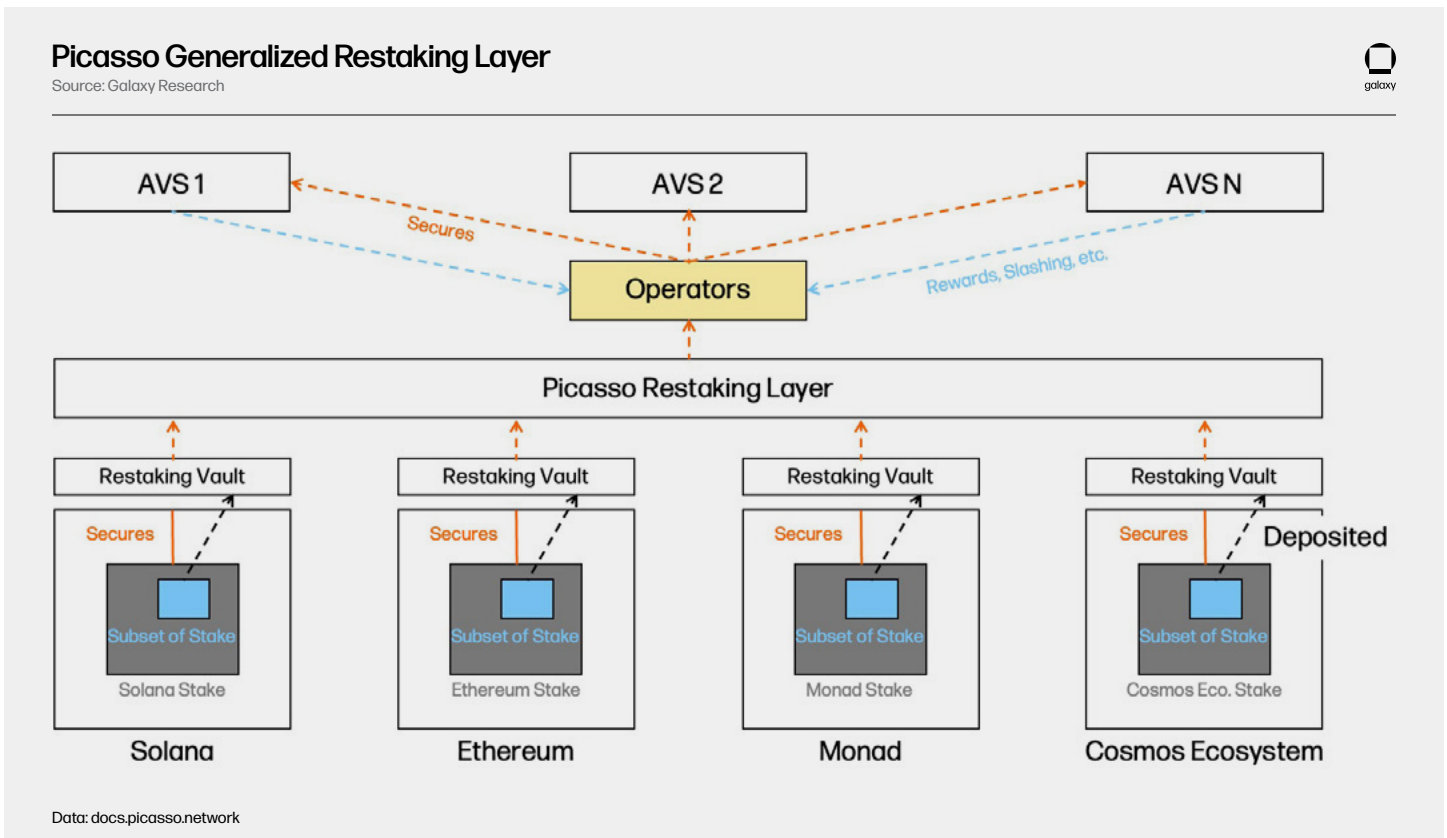 Picasso Generalized Restaking Layer
Source: Galaxy Research
galaxy
AVS 1
AVS 2
AVS N
Secures
Rewards, Slashing, etc.
Operators
Picasso Restaking Layer
Restaking Vault
Restaking Vault
Restaking Vault
Restaking Vault
Secures
Secures
Secures
Secures
Deposited
Subset of Stake
Subset of Stake
Subset of Stake
Subset of Stake
Solana Stake
Ethereum Stake
Monad Stake
Cosmos Eco. Stake
Solana
Ethereum
Monad
Cosmos Ecosystem
Data: docs.picasso.network